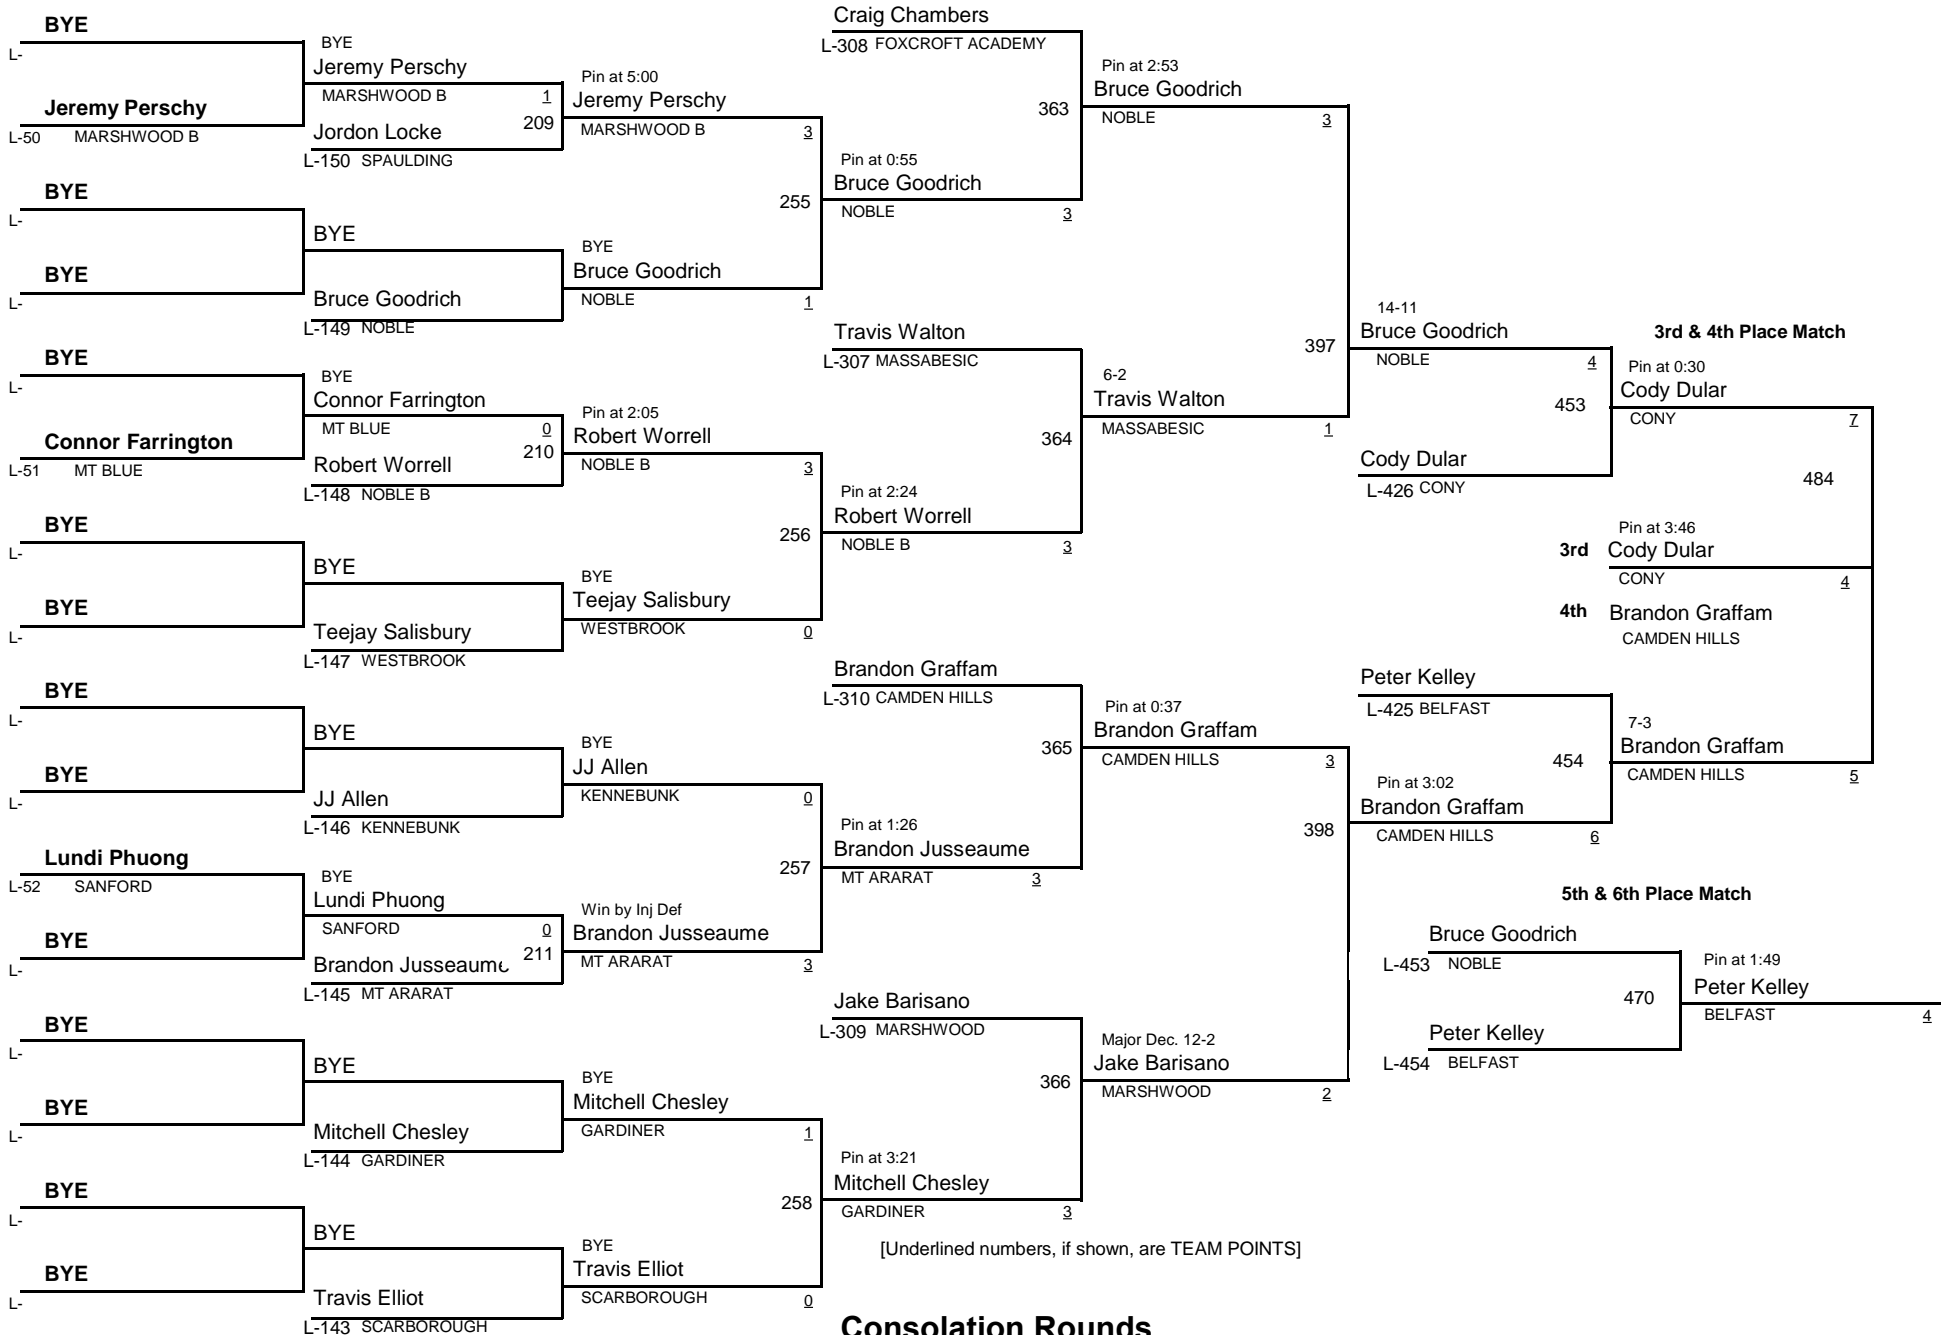 BYE
L-
Jeremy Perschy
L-50 MARSHWOOD B
BYE
L-
BYE
L-
BYE
L-
Connor Farrington
L-51 MT BLUE
BYE
L-
BYE
L-
BYE
L-
BYE
L-
Lundi Phuong
L-52 SANFORD
BYE
L-
BYE
L-
BYE
L-
BYE
L-
BYE
L-
BYE
Jeremy Perschy
MARSHWOOD B 1
209
Jordon Locke
L-150 SPAULDING
BYE
Bruce Goodrich
L-149 NOBLE
BYE
Connor Farrington
MT BLUE 0
210
Robert Worrell
L-148 NOBLE B
BYE
Teejay Salisbury
L-147 WESTBROOK
BYE
JJ Allen
L-146 KENNEBUNK
BYE
Lundi Phuong
SANFORD 0
211
Brandon Jusseaume
L-145 MT ARARAT
BYE
Mitchell Chesley
L-144 GARDINER
BYE
Travis Elliot
L-143 SCARBOROUGH
Pin at 5:00
Jeremy Perschy
MARSHWOOD B 3
255
BYE
Bruce Goodrich
NOBLE 1
Pin at 2:05
Robert Worrell
NOBLE B 3
256
BYE
Teejay Salisbury
WESTBROOK 0
BYE
JJ Allen
KENNEBUNK 0
257
Win by Inj Def
Brandon Jusseaume
MT ARARAT 3
BYE
Mitchell Chesley
GARDINER 1
258
BYE
Travis Elliot
SCARBOROUGH 0
Craig Chambers
L-308 FOXCROFT ACADEMY
363
Pin at 0:55
Bruce Goodrich
NOBLE 3
Travis Walton
L-307 MASSABESIC
364
Pin at 2:24
Robert Worrell
NOBLE B 3
Brandon Graffam
L-310 CAMDEN HILLS
365
Pin at 1:26
Brandon Jusseaume
MT ARARAT 3
Jake Barisano
L-309 MARSHWOOD
366
Pin at 3:21
Mitchell Chesley
GARDINER 3
[Underlined numbers, if shown, are TEAM POINTS]
Consolation Rounds
Pin at 2:53
Bruce Goodrich
NOBLE 3
397
6-2
Travis Walton
MASSABESIC 1
Pin at 0:37
Brandon Graffam
CAMDEN HILLS 3
398
Major Dec. 12-2
Jake Barisano
MARSHWOOD 2
14-11
Bruce Goodrich
NOBLE 4
453
Cody Dular
L-426 CONY
Peter Kelley
L-425 BELFAST
454
Pin at 3:02
Brandon Graffam
CAMDEN HILLS 6
3rd & 4th Place Match
Pin at 0:30
Cody Dular
CONY 7
484
Pin at 3:46
3rd Cody Dular
CONY 4
4th Brandon Graffam
CAMDEN HILLS
7-3
Brandon Graffam
CAMDEN HILLS 5
5th & 6th Place Match
Bruce Goodrich
L-453 NOBLE
470
Peter Kelley
L-454 BELFAST
Pin at 1:49
Peter Kelley
BELFAST 4